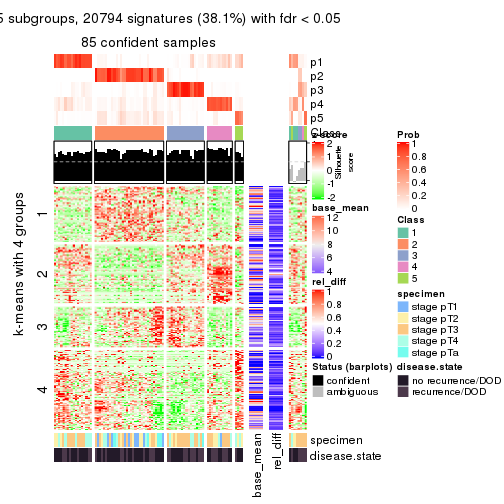 5 subgroups, 20794 signatures (38.1%) with fdr < 0.05
85 confident samples
p1
p2
p3
p4
p5
Class
z-score
2
1
0
-1
-2
Silhouette
score
Prob
1
0.8
0.6
0.4
0.2
0
base_mean
12
10
8
6
4
Class
1
2
3
4
5
rel_diff
1
0.8
0.6
0.4
0.2
0
specimen
stage pT1
stage pT2
stage pT3
stage pT4
stage pTa
Status (barplots)
confident
ambiguous
disease.state
no recurrence/DOD
recurrence/DOD
k-means with 4 groups
1
2
3
4
specimen
disease.state
base_mean
rel_diff